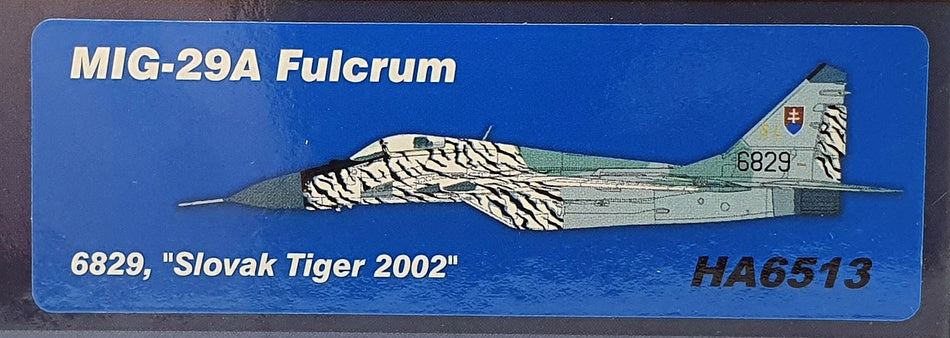 MIG-29A Fulcrum
6829
6829, "Slovak Tiger 2002"
HA6513